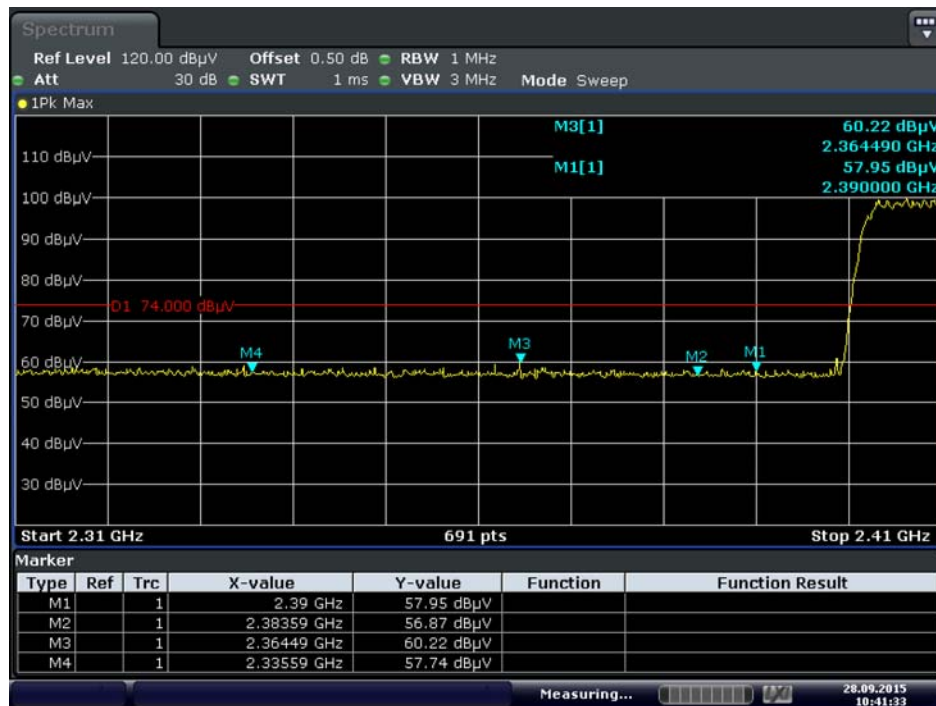 Spectrum
Ref Level 120.00 dBµV Offset 0.50 dB RBW 1 MHz
Att 30 dB SWT 1 ms VBW 3 MHz Mode Sweep
1Pk Max
M3[1] 60.22 dBµV
2.364490 GHz
M1[1] 57.95 dBµV
2.390000 GHz
110 dBµV
100 dBµV
90 dBµV
80 dBµV
D1 74.000 dBµV
70 dBµV
60 dBµV
M4 M3 M2 M1
50 dBµV
40 dBµV
30 dBµV
Start 2.31 GHz 691 pts Stop 2.41 GHz
Marker
Type Ref Trc X-value Y-value Function Function Result
M1 1 2.39 GHz 57.95 dBµV
M2 1 2.38359 GHz 56.87 dBµV
M3 1 2.36449 GHz 60.22 dBµV
M4 1 2.33559 GHz 57.74 dBµV
Measuring... 28.09.2015
10:41:33